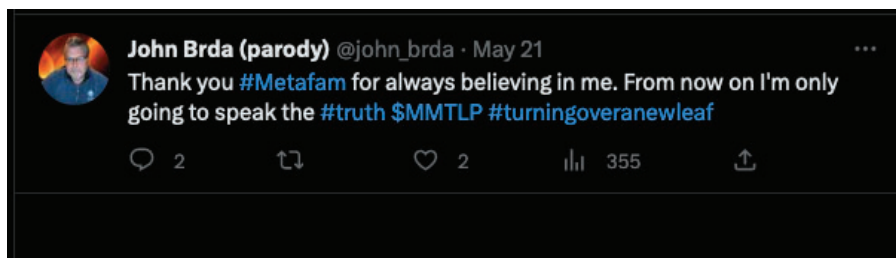 John Brda (parody) @john_brda · May 21
Thank you #Metafam for always believing in me. From now on I'm only
going to speak the #truth $MMTLP #turningoveranewleaf
2 2 355